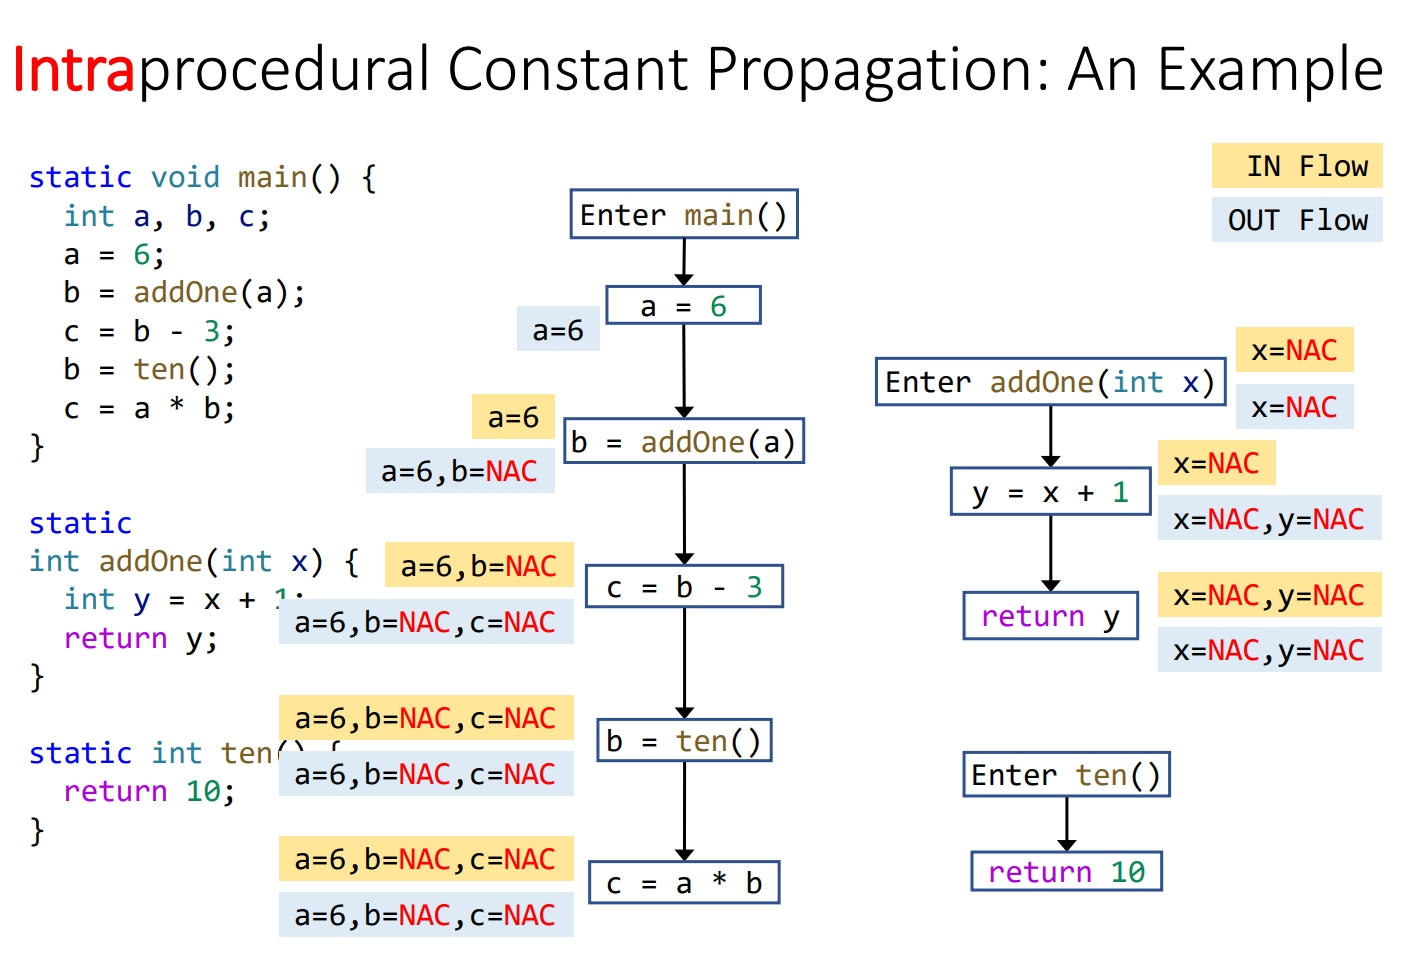 Intraprocedural Constant Propagation: An Example
static void main() {
int a, b, c;
a = 6;
b = addOne(a);
c = b - 3;
b = ten();
c = a * b;
}
static
int addOne(int x) {
int y = x + 1;
return y;
}
static int ten() {
return 10;
}
Enter main()
a = 6
a=6
a=6
b = addOne(a)
a=6,b=NAC
a=6,b=NAC
c = b - 3
a=6,b=NAC,c=NAC
a=6,b=NAC,c=NAC
b = ten()
a=6,b=NAC,c=NAC
a=6,b=NAC,c=NAC
c = a * b
a=6,b=NAC,c=NAC
IN Flow
OUT Flow
x=NAC
Enter addOne(int x)
x=NAC
x=NAC
y = x + 1
x=NAC,y=NAC
x=NAC,y=NAC
return y
x=NAC,y=NAC
Enter ten()
return 10